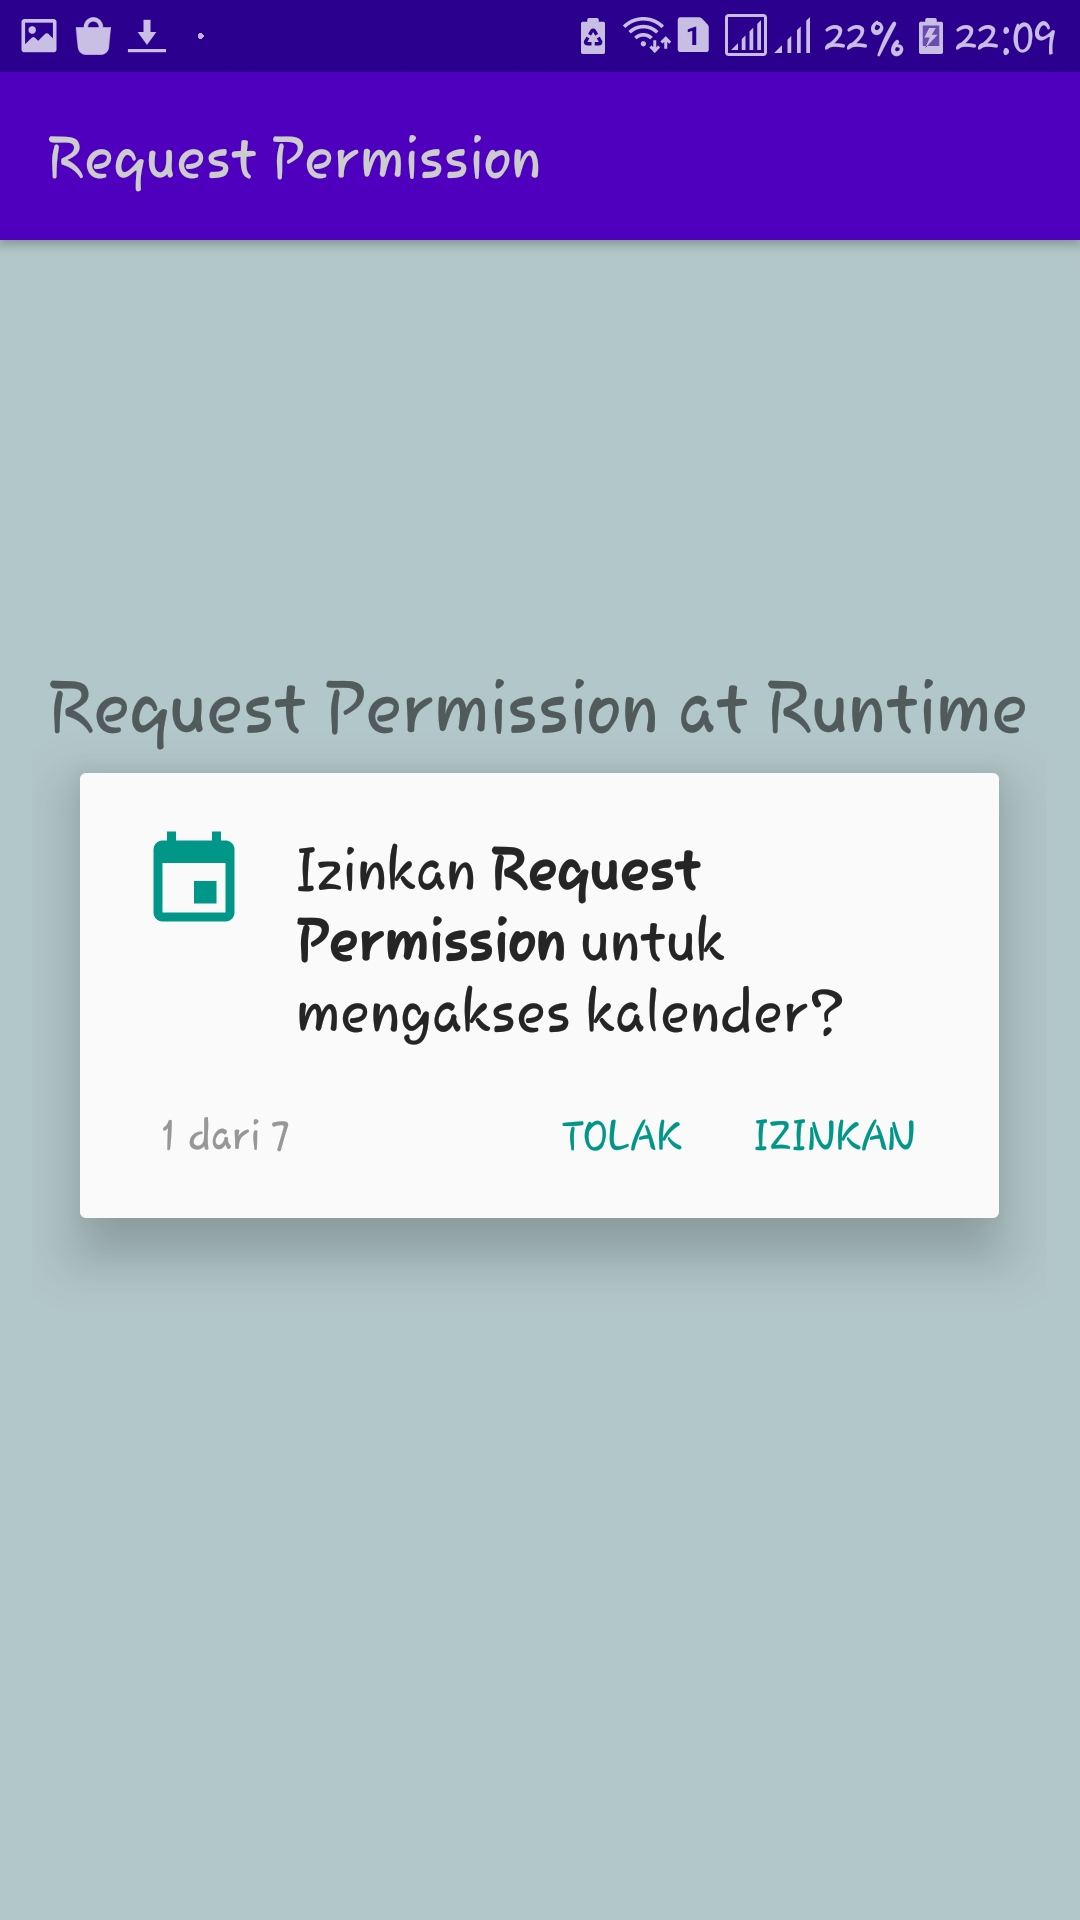 22% 22:09
Request Permission
Request Permission at Runtime
Izinkan Request
Permission untuk
mengakses kalender?
1 dari 7 TOLAK IZINKAN